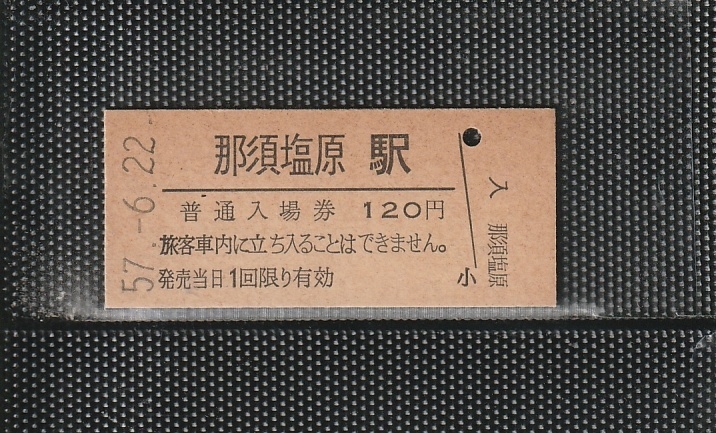 57.-6.22
那須塩原 駅
普通入場券 120円
旅客車内に立ち入ることはできません。
発売当日1回限り有効
小
入 那須塩原